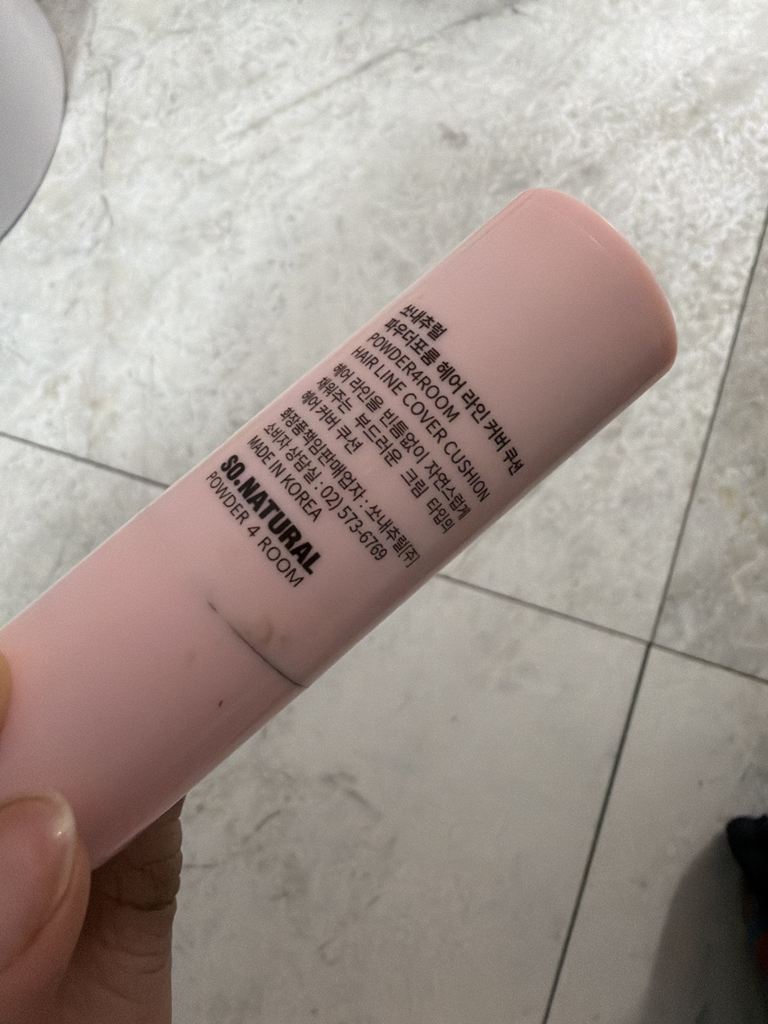 쏘내추럴
파우더포룸 헤어 라인 커버 쿠션
POWDER4ROOM
HAIR LINE COVER CUSHION
헤어 라인을 빈틈없이 자연스럽게
채워주는 부드러운 크림 타입의
헤어커버 쿠션
화장품책임판매업자 : 쏘내추럴[주]
소비자 상담실 : 02) 573-6769
MADE IN KOREA
SO.NATURAL
POWDER 4 ROOM